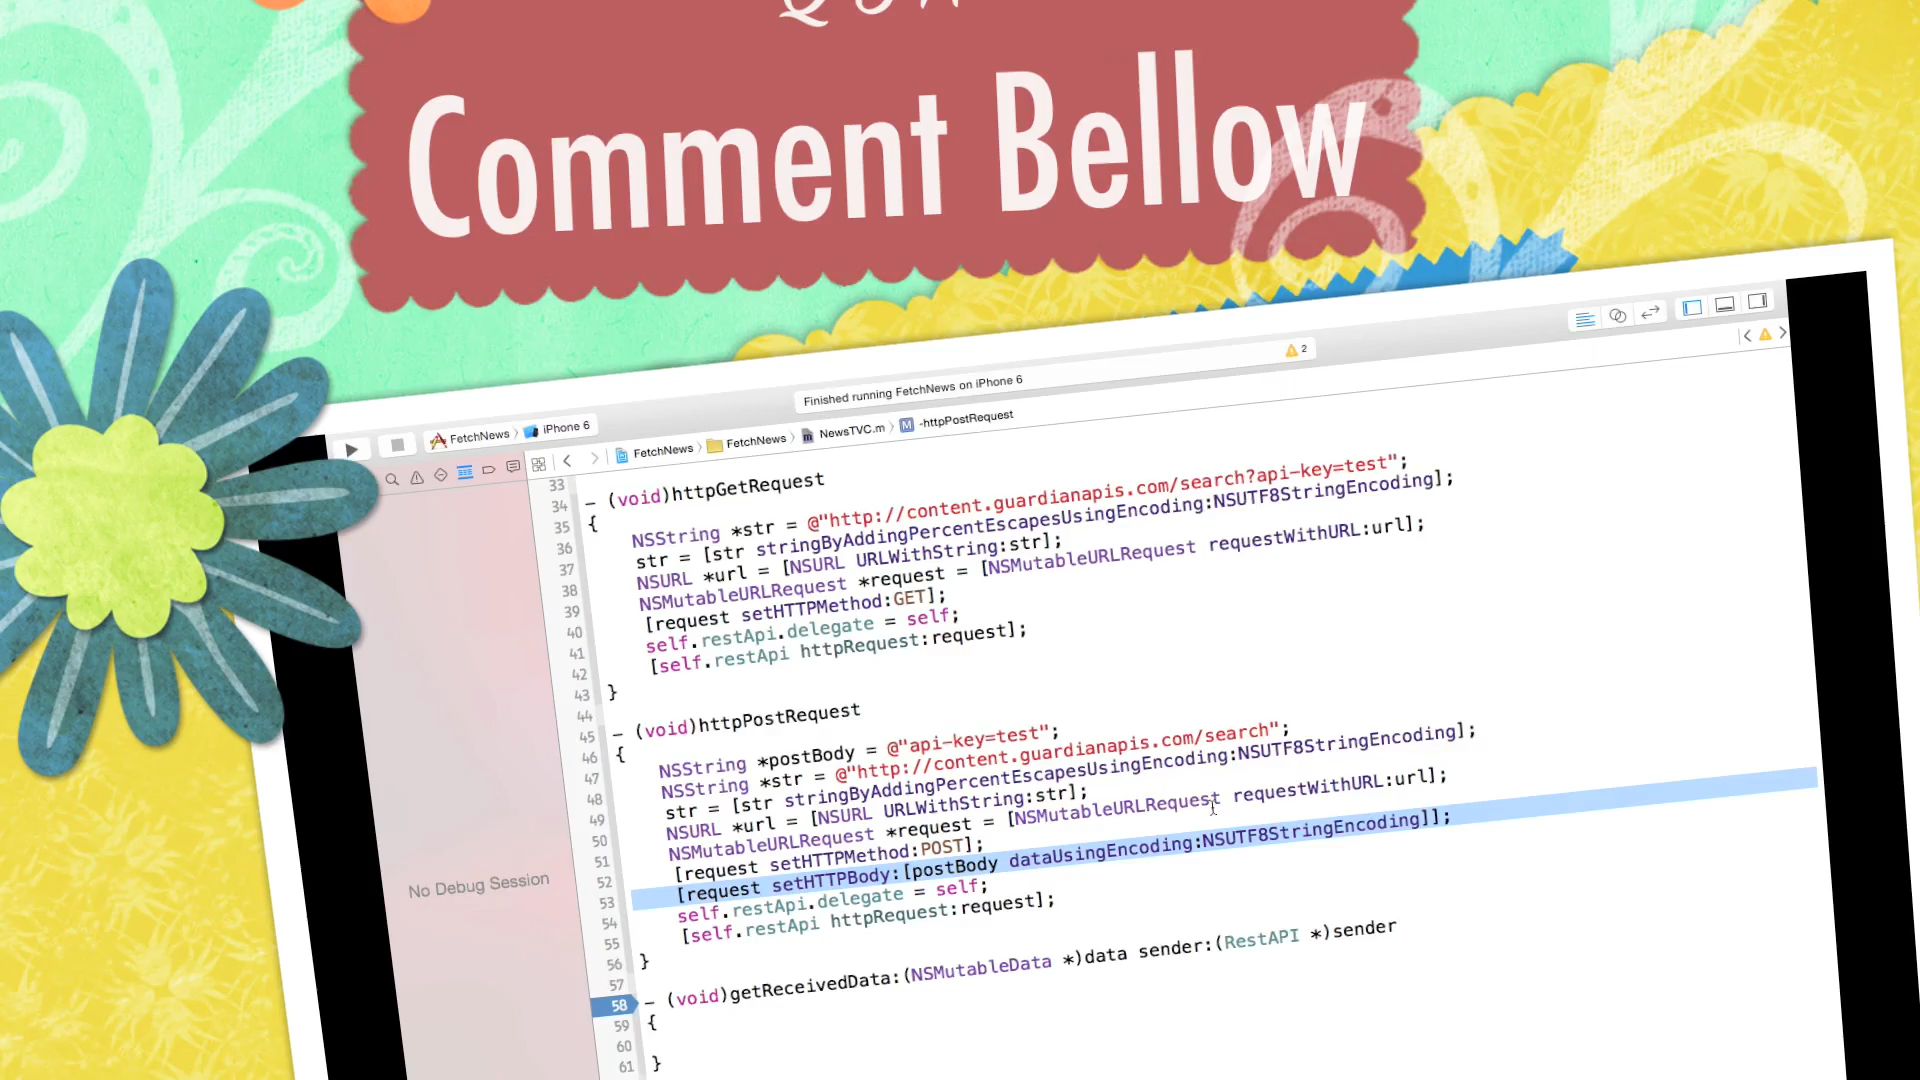 Comment Bellow
Finished running FetchNews on iPhone 6
2
FetchNews
iPhone 6
FetchNews
FetchNews
NewsTVC.m
M
-httpPostRequest
No Debug Session
33
34 - (void)httpGetRequest
35 {
36 NSString *str = @"http://content.guardianapis.com/search?api-key=test";
37 str = [str stringByAddingPercentEscapesUsingEncoding:NSUTF8StringEncoding];
38 NSURL *url = [NSURL URLWithString:str];
39 NSMutableURLRequest *request = [NSMutableURLRequest requestWithURL:url];
40 [request setHTTPMethod:GET];
41 self.restApi.delegate = self;
42 [self.restApi httpRequest:request];
43 }
44
45 - (void)httpPostRequest
46 {
47 NSString *postBody = @"api-key=test";
48 NSString *str = @"http://content.guardianapis.com/search";
49 str = [str stringByAddingPercentEscapesUsingEncoding:NSUTF8StringEncoding];
50 NSURL *url = [NSURL URLWithString:str];
51 NSMutableURLRequest *request = [NSMutableURLRequest requestWithURL:url];
52 [request setHTTPMethod:POST];
53 [request setHTTPBody:[postBody dataUsingEncoding:NSUTF8StringEncoding]];
54 self.restApi.delegate = self;
55 [self.restApi httpRequest:request];
56 }
57
58 - (void)getReceivedData:(NSMutableData *)data sender:(RestAPI *)sender
59 {
60
61 }